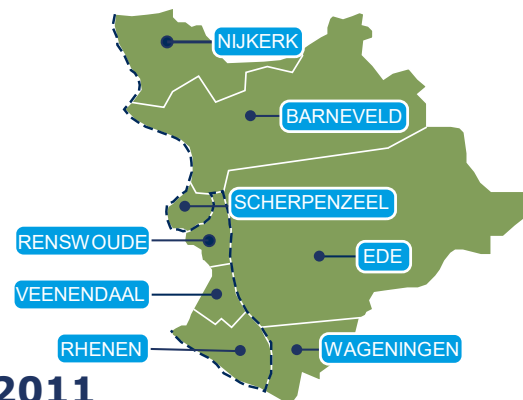 NIJKERK
BARNEVELD
SCHERPENZEEL
RENSWOUDE
EDE
VEENENDAAL
RHENEN
WAGENINGEN
2011